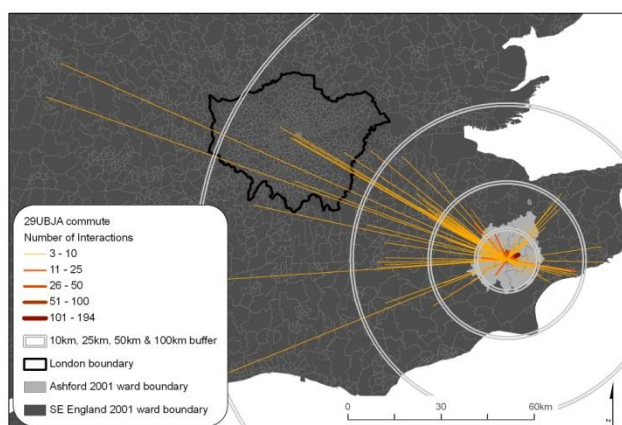 29UBJA commute
Number of Interactions
3 - 10
11 - 25
26 - 50
51 - 100
101 - 194
10km, 25km, 50km & 100km buffer
London boundary
Ashford 2001 ward boundary
SE England 2001 ward boundary
0 30 60km